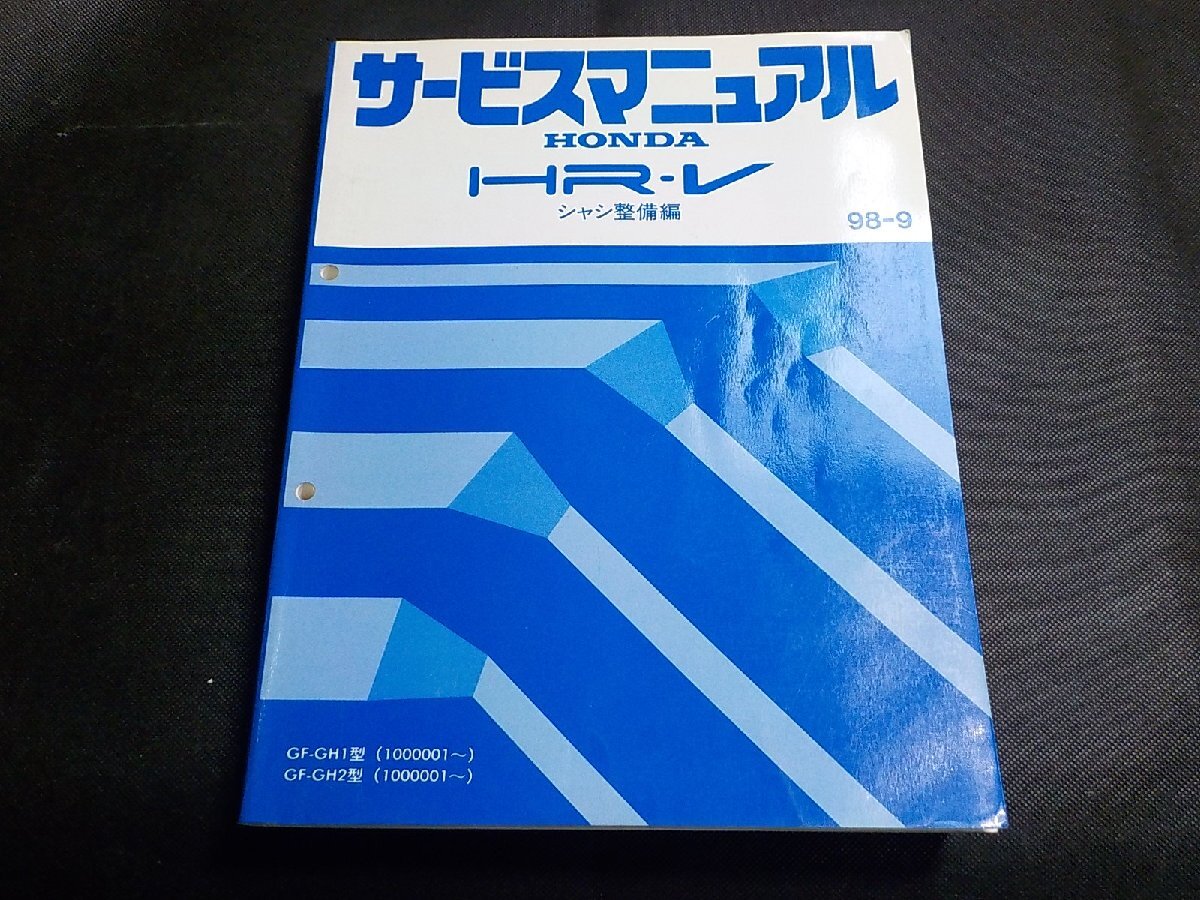 サービスマニュアル
HONDA
HR-V
シャシ整備編
98-9
GF-GH1型 (1000001〜)
GF-GH2型 (1000001〜)